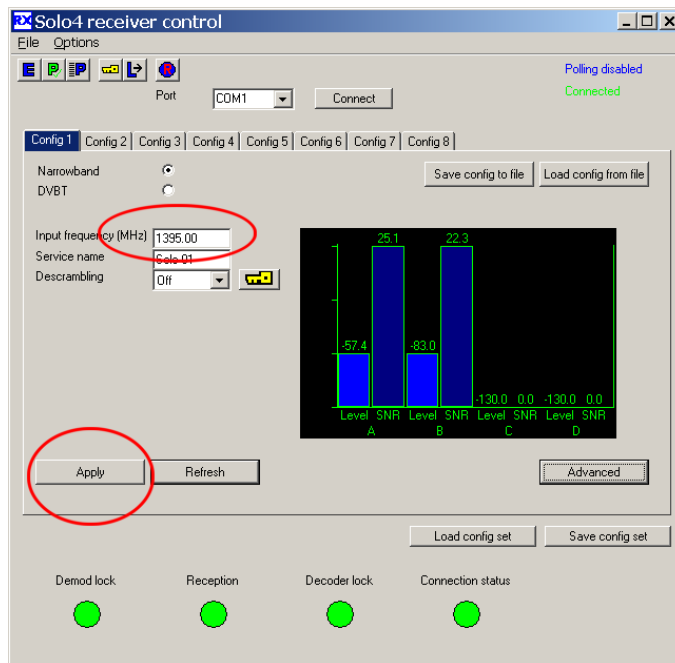 RX Solo4 receiver control
File Options
E P P R
Polling disabled
Port COM1 Connect Connected
Config 1 Config 2 Config 3 Config 4 Config 5 Config 6 Config 7 Config 8
Narrowband
Save config to file Load config from file
DVBT
Input frequency (MHz) 1395.00
Service name Solo 01
Descrambling Off
25.1 22.3
-57.4 -83.0
-130.0 0.0 -130.0 0.0
Level SNR Level SNR Level SNR Level SNR
A B C D
Apply Refresh Advanced
Load config set Save config set
Demod lock Reception Decoder lock Connection status